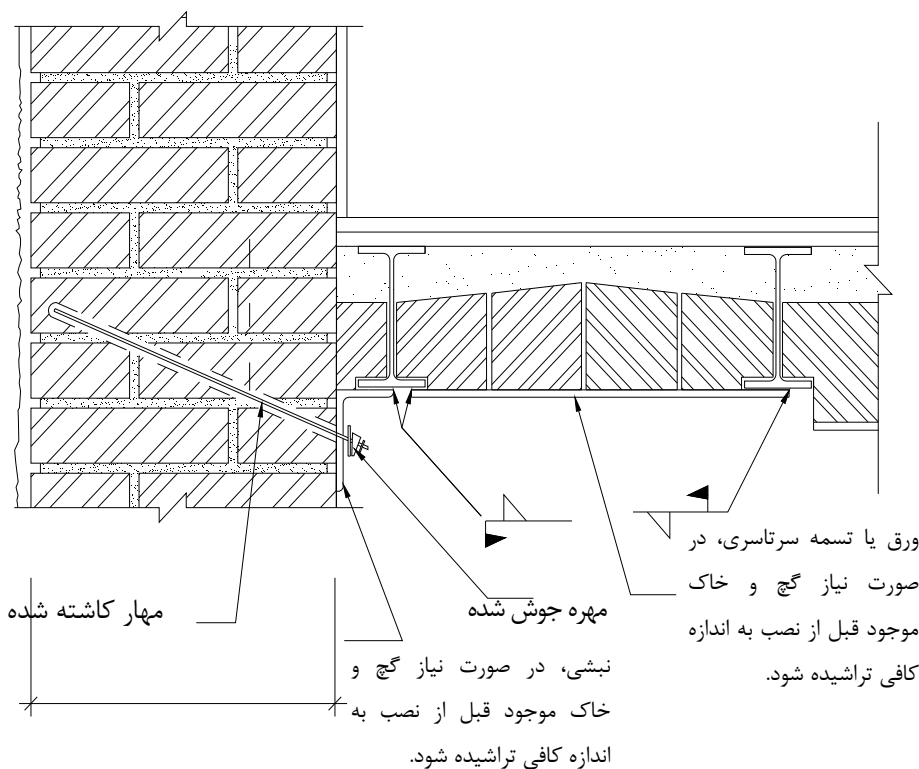 ورق یا تسمه سرتاسری، در
صورت نیاز گچ و خاک
موجود قبل از نصب به اندازه
کافی تراشیده شود.
مهره جوش شده
مهار کاشته شده
نبشی، در صورت نیاز گچ و
خاک موجود قبل از نصب به
اندازه کافی تراشیده شود.